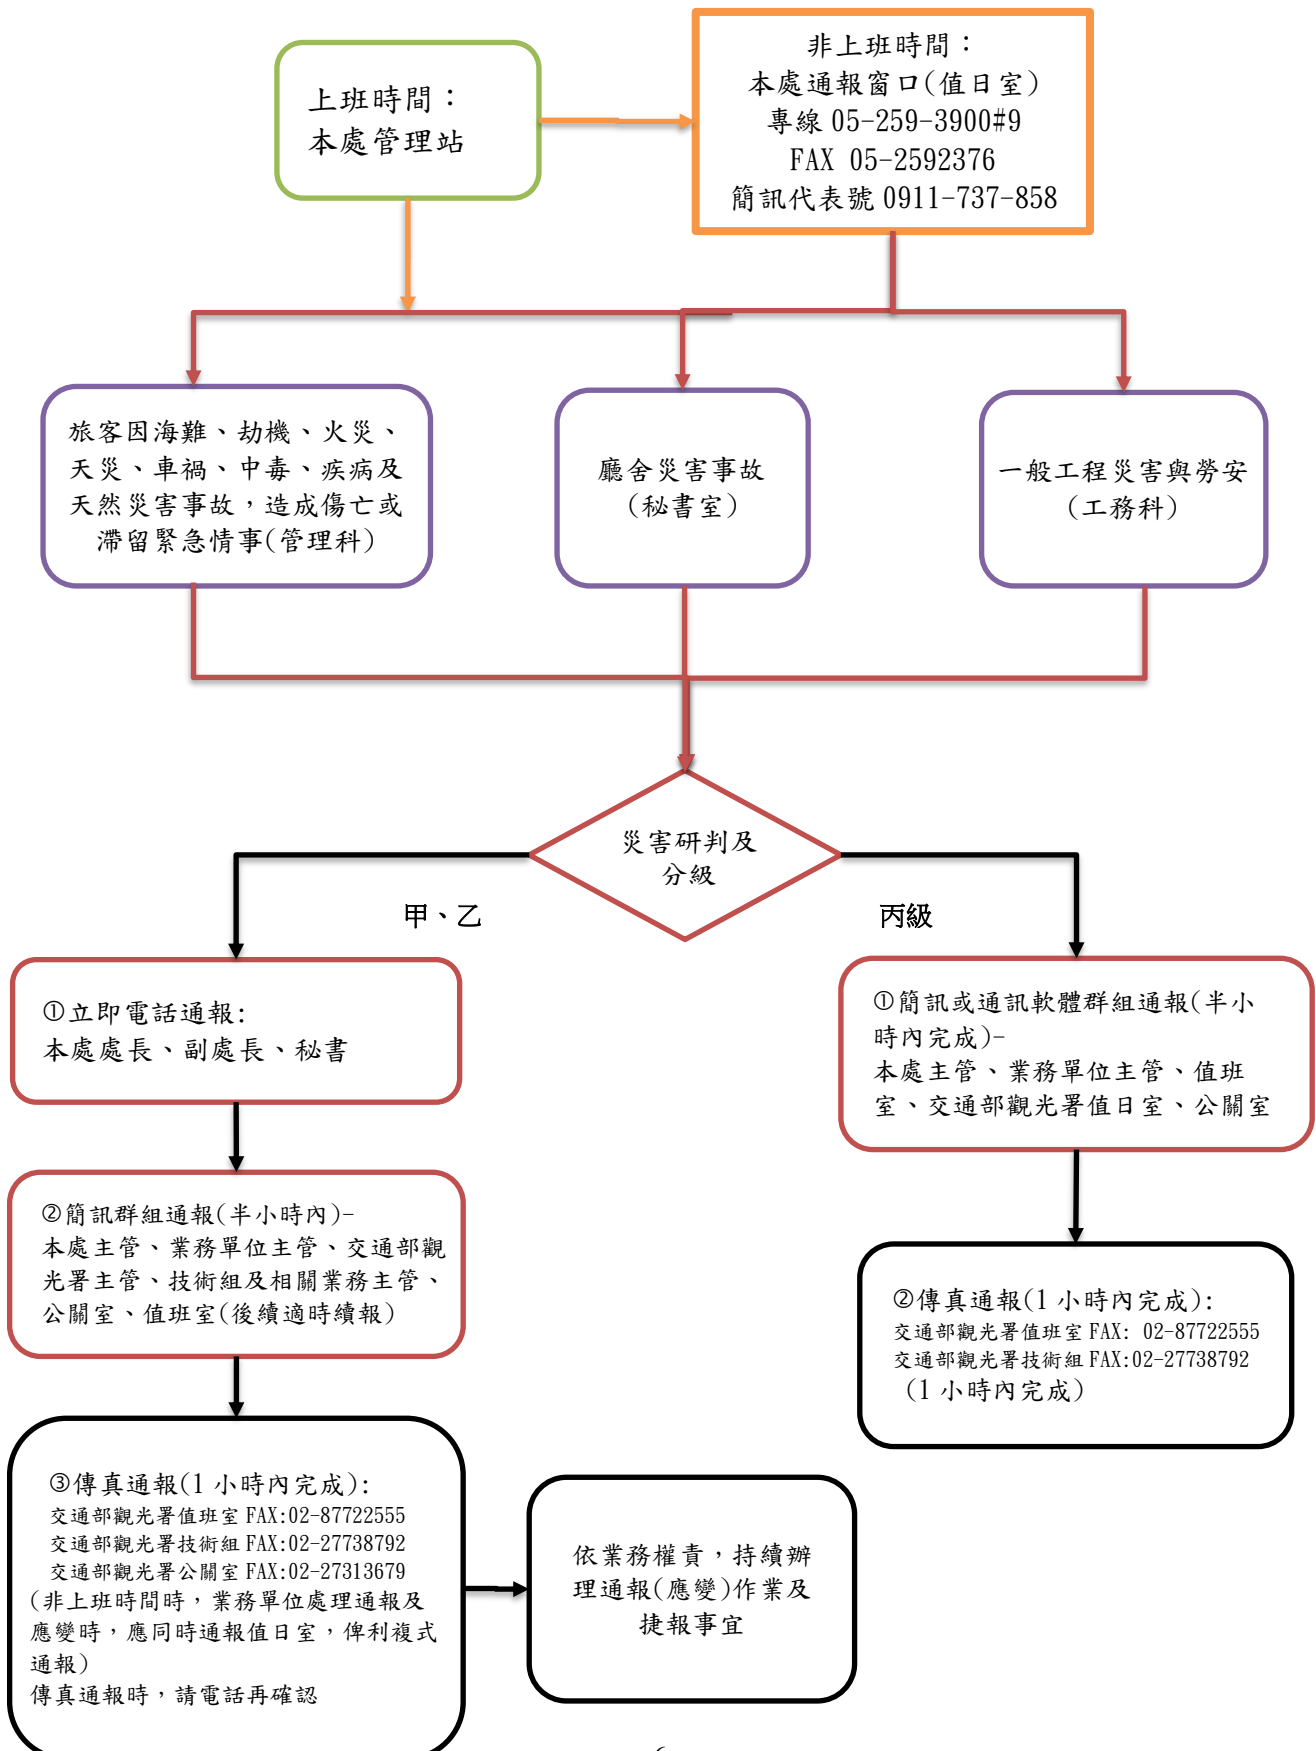 上班時間：
本處管理站
非上班時間：
本處通報窗口(值日室)
專線 05-259-3900#9
FAX 05-2592376
簡訊代表號 0911-737-858
旅客因海難、劫機、火災、
天災、車禍、中毒、疾病及
天然災害事故，造成傷亡或
滯留緊急情事(管理科)
廳舍災害事故
(秘書室)
一般工程災害與勞安
(工務科)
災害研判及
分級
甲、乙
丙級
①立即電話通報:
本處處長、副處長、秘書
①簡訊或通訊軟體群組通報(半小
時內完成)-
本處主管、業務單位主管、值班
室、交通部觀光署值日室、公關室
②簡訊群組通報(半小時內)-
本處主管、業務單位主管、交通部觀
光署主管、技術組及相關業務主管、
公關室、值班室(後續適時續報)
②傳真通報(1 小時內完成):
交通部觀光署值班室 FAX: 02-87722555
交通部觀光署技術組 FAX:02-27738792
(1 小時內完成)
③傳真通報(1 小時內完成):
交通部觀光署值班室 FAX:02-87722555
交通部觀光署技術組 FAX:02-27738792
交通部觀光署公關室 FAX:02-27313679
(非上班時間時，業務單位處理通報及
應變時，應同時通報值日室，俾利複式
通報)
傳真通報時，請電話再確認
依業務權責，持續辦
理通報(應變)作業及
捷報事宜